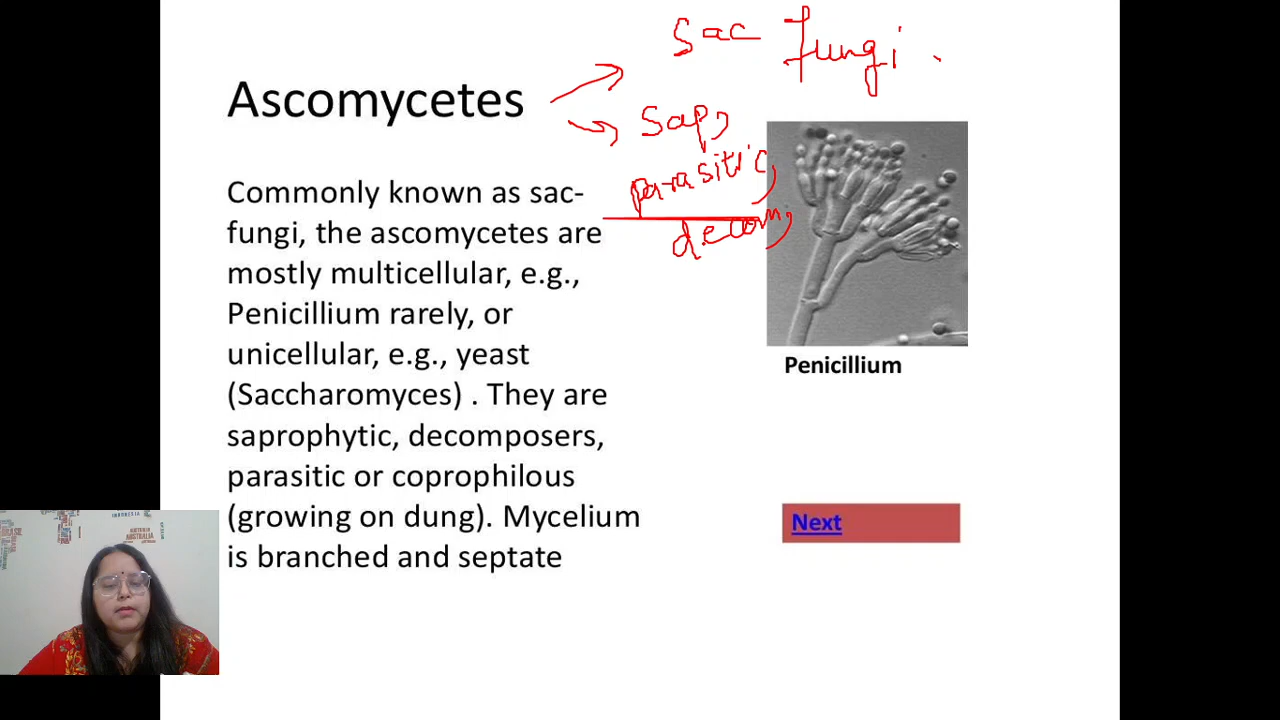 sac fungi.
Ascomycetes
sap,
parasitic,
decom,
Commonly known as sac-
fungi, the ascomycetes are
mostly multicellular, e.g.,
Penicillium rarely, or
unicellular, e.g., yeast
(Saccharomyces) . They are
saprophytic, decomposers,
parasitic or coprophilous
(growing on dung). Mycelium
is branched and septate
Penicillium
Next
INDONESIA
AUSTRALIA